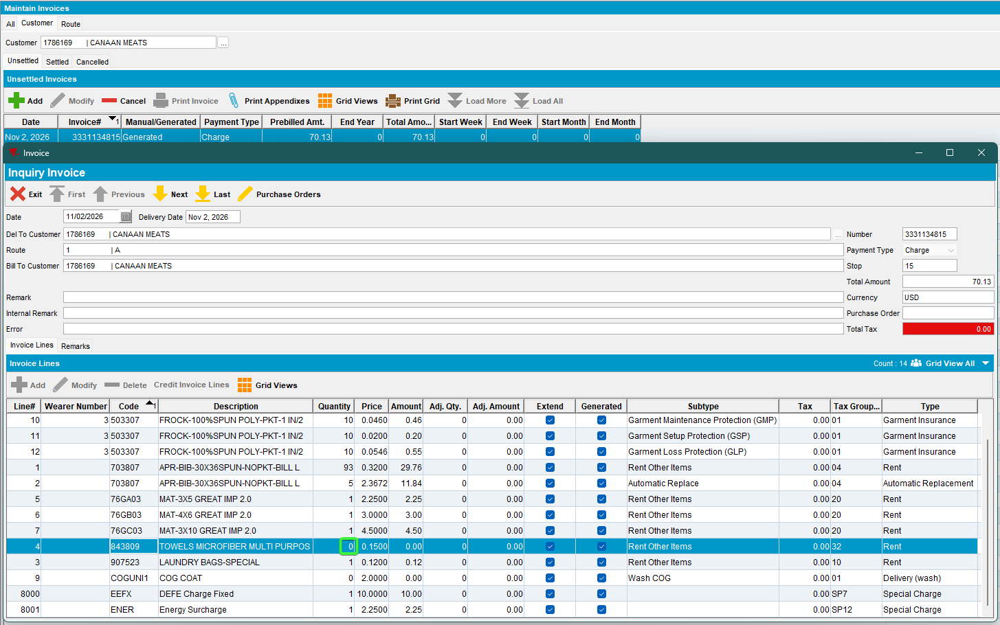 Maintain Invoices
All Customer Route
Customer 1786169 | CANAAN MEATS ...
Unsettled Settled Cancelled
Unsettled Invoices
Add Modify Cancel Print Invoice Print Appendixes Grid Views Print Grid Load More Load All
Date Invoice# 1 Manual/Generated Payment Type Prebilled Amt. End Year Total Amo... Start Week End Week Start Month End Month
Nov 2, 2026 3331134815 Generated Charge 70.13 0 70.13 0 0 0 0
Invoice
Inquiry Invoice
Exit First Previous Next Last Purchase Orders
Date 11/02/2026 16 Delivery Date Nov 2, 2026
Del To Customer 1786169 | CANAAN MEATS ... Number 3331134815
Route 1 | A Payment Type Charge
Bill To Customer 1786169 | CANAAN MEATS Stop 15
Total Amount 70.13
Remark Currency USD
Internal Remark Purchase Order
Error Total Tax 0.00
Invoice Lines Remarks
Invoice Lines Count : 14 Grid View All
Add Modify Delete Credit Invoice Lines Grid Views
Line# Wearer Number Code 1 Description Quantity Price Amount Adj. Qty. Adj. Amount Extend Generated Subtype Tax Tax Group... Type
10 3 503307 FROCK-100%SPUN POLY-PKT-1 IN/2 10 0.0460 0.46 0 0.00 Garment Maintenance Protection (GMP) 0.00 01 Garment Insurance
11 3 503307 FROCK-100%SPUN POLY-PKT-1 IN/2 10 0.0200 0.20 0 0.00 Garment Setup Protection (GSP) 0.00 01 Garment Insurance
12 3 503307 FROCK-100%SPUN POLY-PKT-1 IN/2 10 0.0546 0.55 0 0.00 Garment Loss Protection (GLP) 0.00 01 Garment Insurance
1 703807 APR-BIB-30X36SPUN-NOPKT-BILL L 93 0.3200 29.76 0 0.00 Rent Other Items 0.00 04 Rent
2 703807 APR-BIB-30X36SPUN-NOPKT-BILL L 5 2.3672 11.84 0 0.00 Automatic Replace 0.00 04 Automatic Replacement
5 76GA03 MAT-3X5 GREAT IMP 2.0 1 2.2500 2.25 0 0.00 Rent Other Items 0.00 20 Rent
6 76GB03 MAT-4X6 GREAT IMP 2.0 1 3.0000 3.00 0 0.00 Rent Other Items 0.00 20 Rent
7 76GC03 MAT-3X10 GREAT IMP 2.0 1 4.5000 4.50 0 0.00 Rent Other Items 0.00 20 Rent
4 843809 TOWELS MICROFIBER MULTI PURPOS 0 0.1500 0.00 0 0.00 Rent Other Items 0.00 32 Rent
3 907523 LAUNDRY BAGS-SPECIAL 1 0.1200 0.12 0 0.00 Rent Other Items 0.00 10 Rent
9 COGUNI1 COG COAT 0 2.0000 0.00 0 0.00 Wash COG 0.00 01 Delivery (wash)
8000 EEFX DEFE Charge Fixed 1 10.0000 10.00 0 0.00 0.00 SP7 Special Charge
8001 ENER Energy Surcharge 1 2.2500 2.25 0 0.00 0.00 SP12 Special Charge